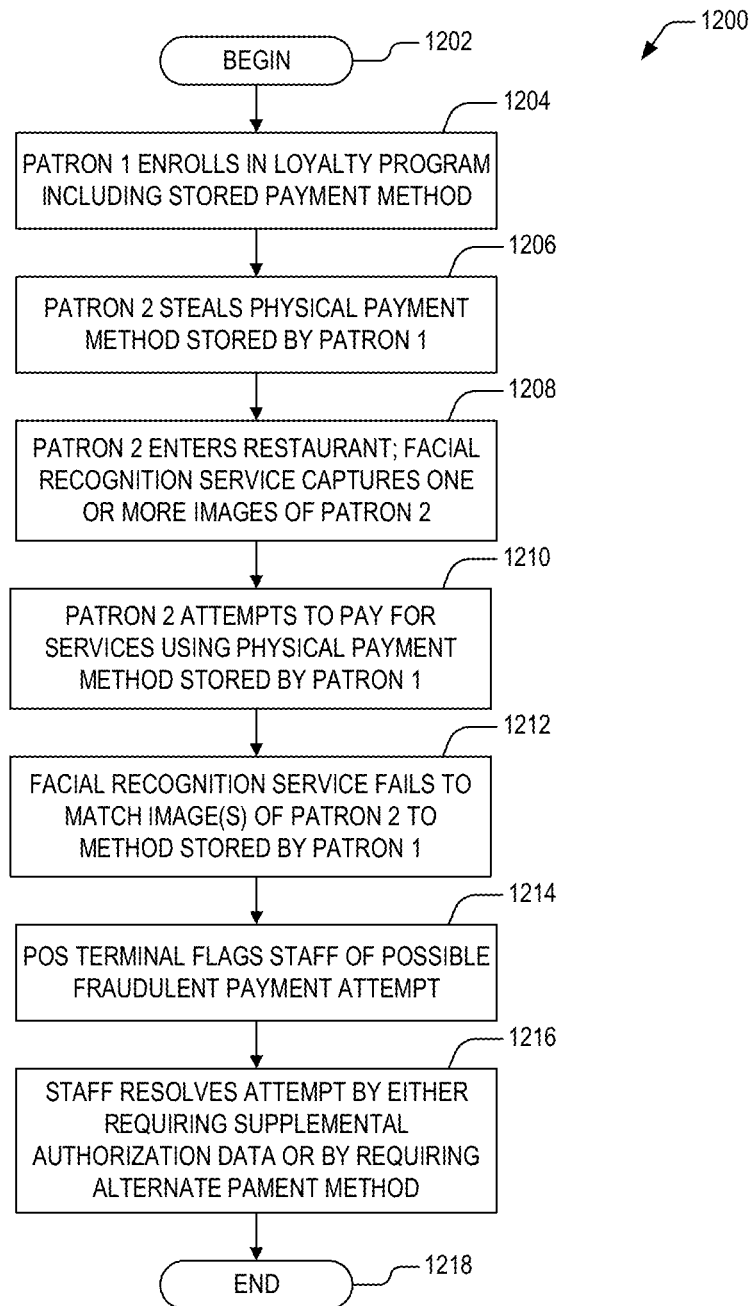 1200
BEGIN
1202
1204
PATRON 1 ENROLLS IN LOYALTY PROGRAM
INCLUDING STORED PAYMENT METHOD
1206
PATRON 2 STEALS PHYSICAL PAYMENT
METHOD STORED BY PATRON 1
1208
PATRON 2 ENTERS RESTAURANT; FACIAL
RECOGNITION SERVICE CAPTURES ONE
OR MORE IMAGES OF PATRON 2
1210
PATRON 2 ATTEMPTS TO PAY FOR
SERVICES USING PHYSICAL PAYMENT
METHOD STORED BY PATRON 1
1212
FACIAL RECOGNITION SERVICE FAILS TO
MATCH IMAGE(S) OF PATRON 2 TO
METHOD STORED BY PATRON 1
1214
POS TERMINAL FLAGS STAFF OF POSSIBLE
FRAUDULENT PAYMENT ATTEMPT
1216
STAFF RESOLVES ATTEMPT BY EITHER
REQUIRING SUPPLEMENTAL
AUTHORIZATION DATA OR BY REQUIRING
ALTERNATE PAMENT METHOD
END
1218